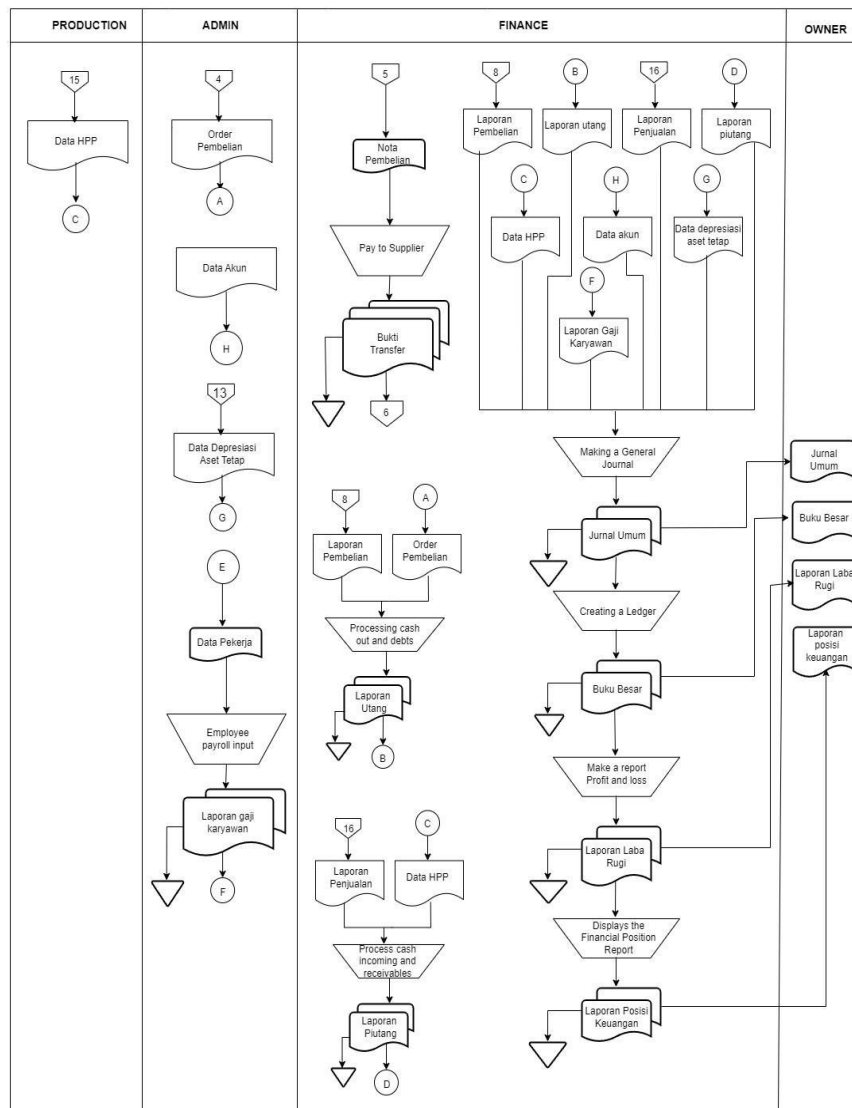 PRODUCTION
ADMIN
FINANCE
OWNER
15
Data HPP
C
4
Order
Pembelian
A
Data Akun
H
13
Data Depresiasi
Aset Tetap
G
E
Data Pekerja
Employee
payroll input
Laporan gaji
karyawan
F
5
Nota
Pembelian
Pay to Supplier
Bukti
Transfer
6
8
Laporan
Pembelian
A
Order
Pembelian
Processing cash
out and debts
Laporan
Utang
B
16
Laporan
Penjualan
C
Data HPP
Process cash
incoming and
receivables
Laporan
Piutang
D
8
Laporan
Pembelian
B
Laporan utang
16
Laporan
Penjualan
D
Laporan
piutang
C
Data HPP
H
Data akun
G
Data depresiasi
aset tetap
F
Laporan Gaji
Karyawan
Making a General
Journal
Jurnal Umum
Creating a Ledger
Buku Besar
Make a report
Profit and loss
Laporan Laba
Rugi
Displays the
Financial Position
Report
Laporan Posisi
Keuangan
Jurnal
Umum
Buku Besar
Laporan Laba
Rugi
Laporan
posisi
keuangan